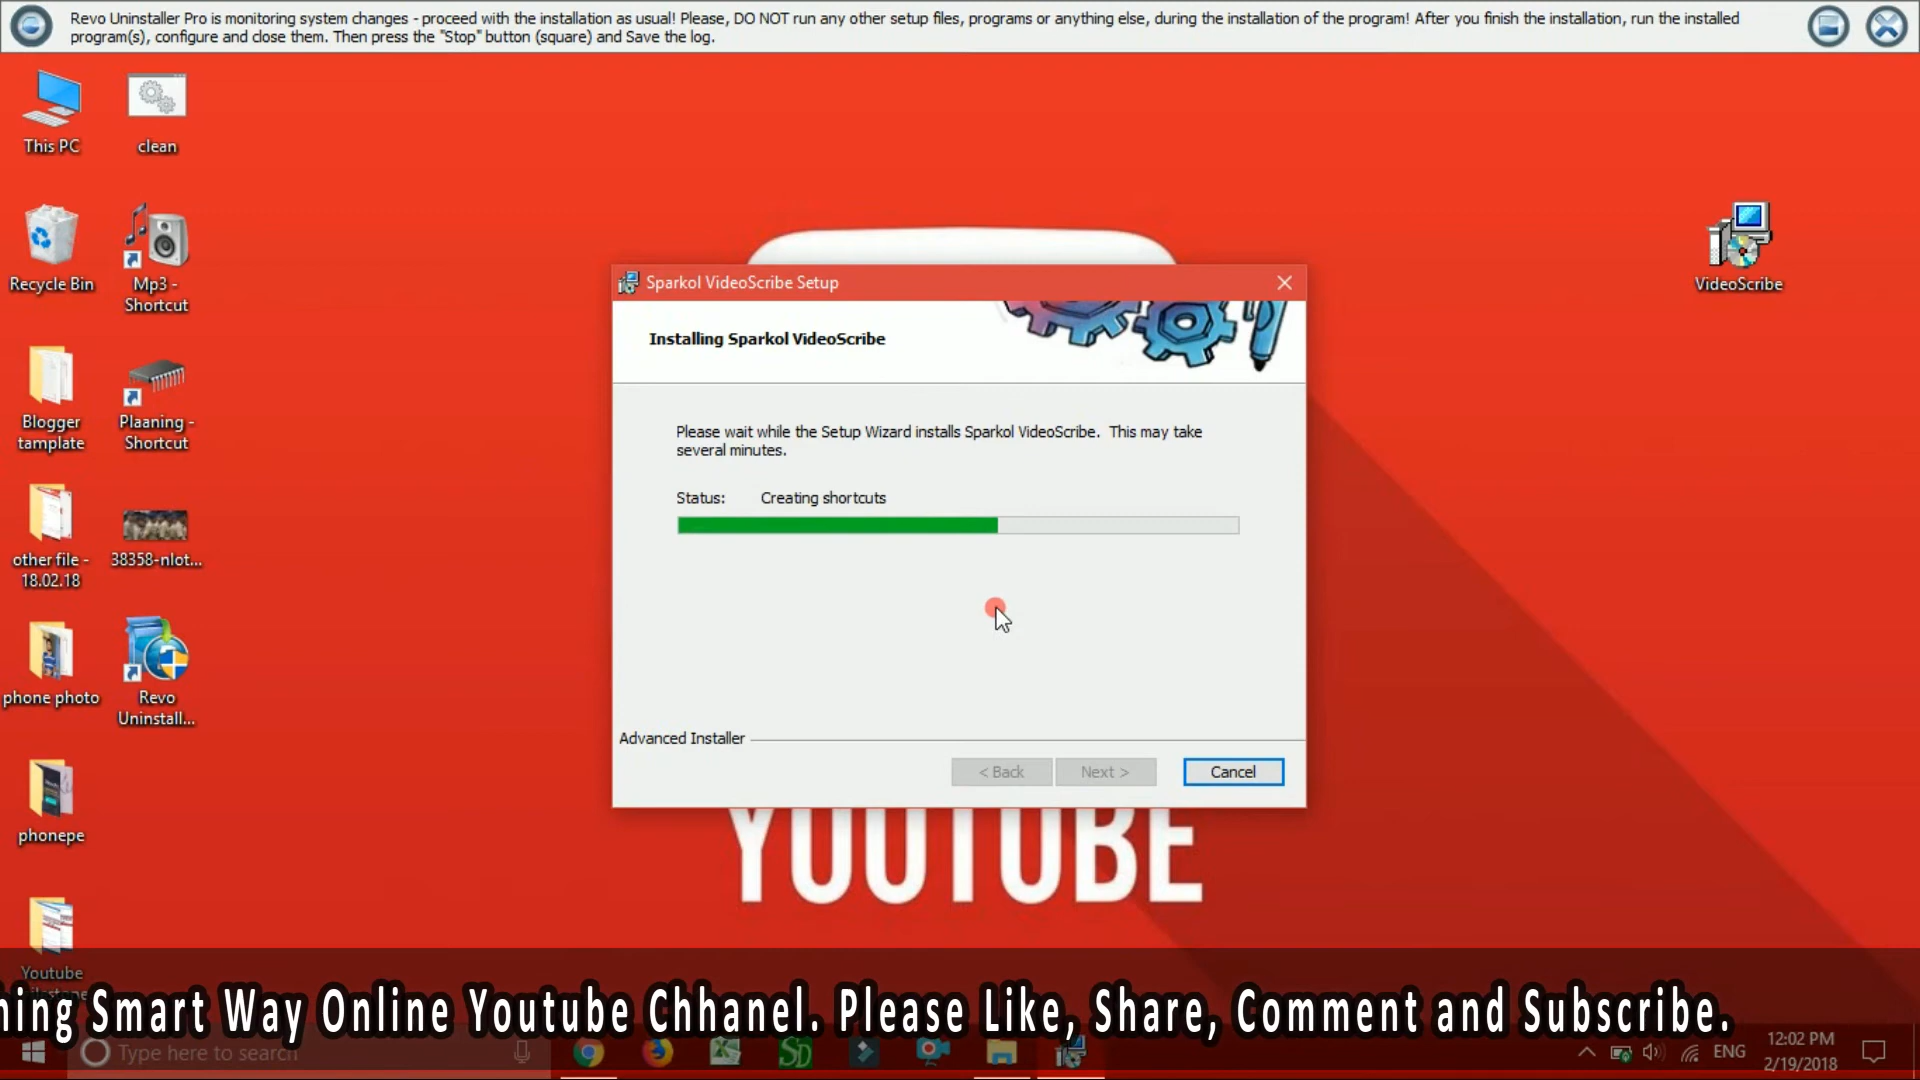 Revo Uninstaller Pro is monitoring system changes - proceed with the installation as usual! Please, DO NOT run any other setup files, programs or anything else, during the installation of the program! After you finish the installation, run the installed
program(s), configure and close them. Then press the "Stop" button (square) and Save the log.
This PC
clean
Recycle Bin
Mp3 -
Shortcut
VideoScribe
Blogger
tamplate
Plaaning -
Shortcut
other file -
18.02.18
38358-nlot...
phone photo
Revo
Uninstall...
phonepe
Youtube
Sparkol VideoScribe Setup
Installing Sparkol VideoScribe
Please wait while the Setup Wizard installs Sparkol VideoScribe. This may take
several minutes.
Status: Creating shortcuts
Advanced Installer
< Back Next > Cancel
YOUTUBE
Smart Way Online Youtube Chhanel. Please Like, Share, Comment and Subscribe.
Type here to search
ENG
12:02 PM
2/19/2018